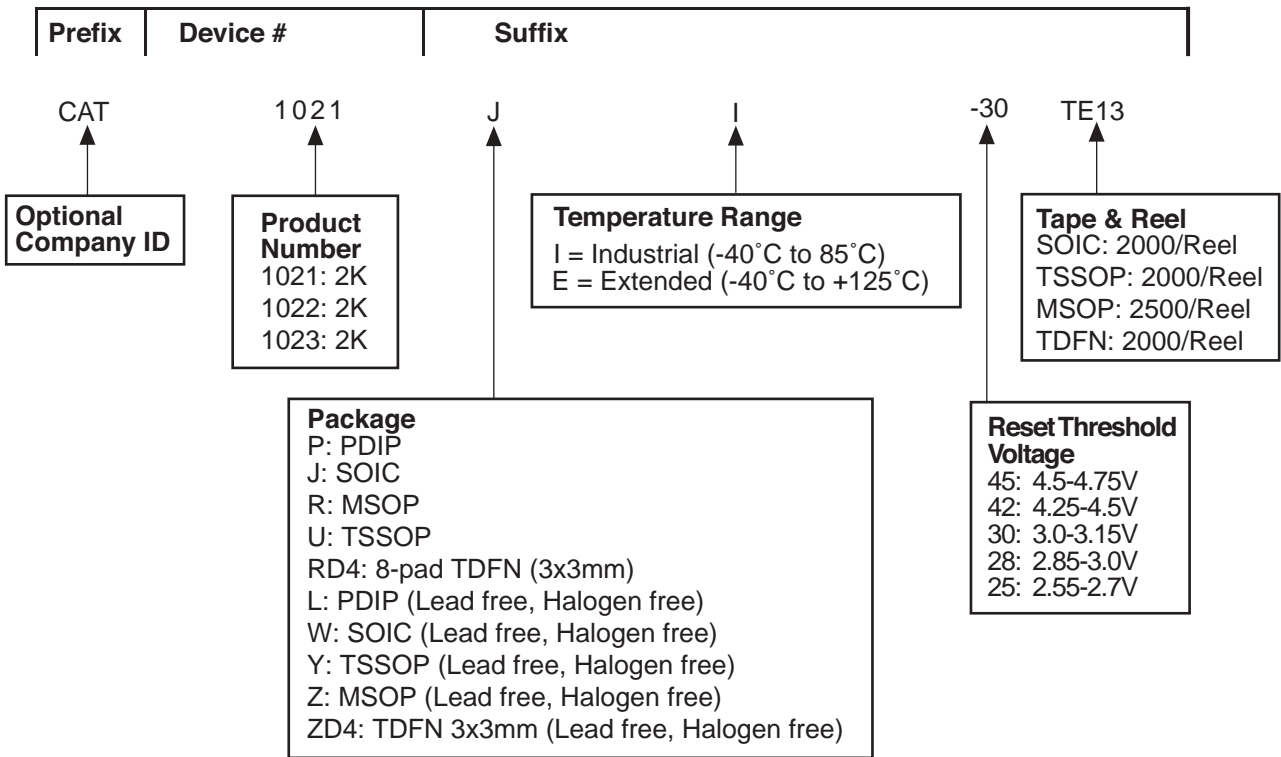 Prefix Device # Suffix
CAT 1021 J I -30 TE13
Optional
Company ID
Product
Number
1021: 2K
1022: 2K
1023: 2K
Temperature Range
I = Industrial (-40˚C to 85˚C)
E = Extended (-40˚C to +125˚C)
Tape & Reel
SOIC: 2000/Reel
TSSOP: 2000/Reel
MSOP: 2500/Reel
TDFN: 2000/Reel
Package
P: PDIP
J: SOIC
R: MSOP
U: TSSOP
RD4: 8-pad TDFN (3x3mm)
L: PDIP (Lead free, Halogen free)
W: SOIC (Lead free, Halogen free)
Y: TSSOP (Lead free, Halogen free)
Z: MSOP (Lead free, Halogen free)
ZD4: TDFN 3x3mm (Lead free, Halogen free)
Reset Threshold
Voltage
45: 4.5-4.75V
42: 4.25-4.5V
30: 3.0-3.15V
28: 2.85-3.0V
25: 2.55-2.7V